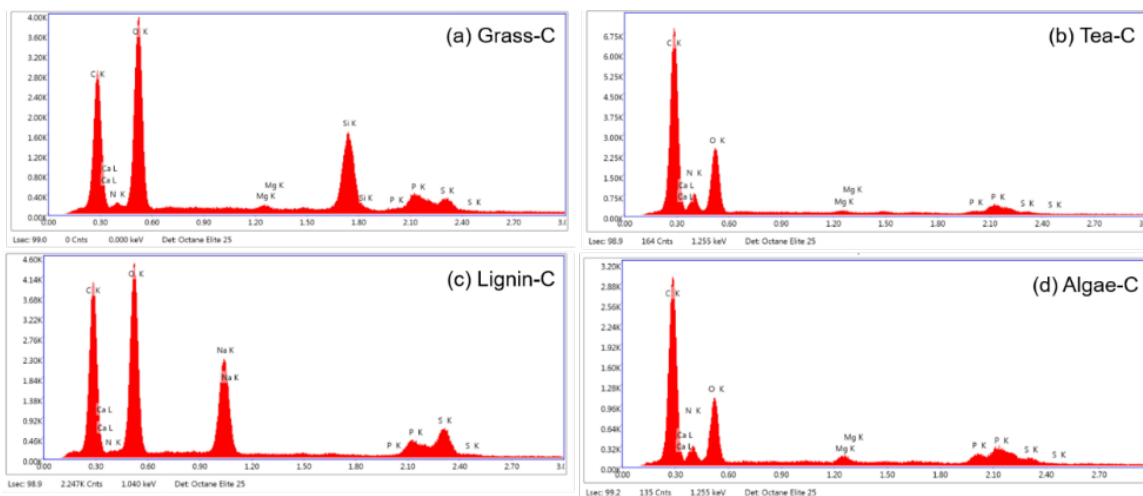 (a) Grass-C
4.00K
3.60K
3.20K
2.80K
2.40K
2.00K
1.60K
1.20K
0.80K
0.40K
0.00K
C K
O K
Ca L
Ca L
N K
Mg K
Mg K
Si K
Si K
P K
P K
S K
S K
0.00 0.30 0.60 0.90 1.20 1.50 1.80 2.10 2.40 2.70
Lsec: 99.0 0 Cnts 0.000 keV Det: Octane Elite 25
(b) Tea-C
6.75K
6.00K
5.25K
4.50K
3.75K
3.00K
2.25K
1.50K
0.75K
0.00K
C K
N K
Ca L
Ca L
O K
Mg K
Mg K
P K
P K
S K
S K
0.00 0.30 0.60 0.90 1.20 1.50 1.80 2.10 2.40 2.70
Lsec: 98.9 164 Cnts 1.255 keV Det: Octane Elite 25
(c) Lignin-C
4.60K
4.14K
3.68K
3.22K
2.76K
2.30K
1.84K
1.38K
0.92K
0.46K
0.00K
C K
O K
Ca L
Ca L
N K
Na K
Na K
P K
P K
S K
S K
0.00 0.30 0.60 0.90 1.20 1.50 1.80 2.10 2.40 2.70
Lsec: 98.9 2.247K Cnts 1.040 keV Det: Octane Elite 25
(d) Algae-C
3.20K
2.88K
2.56K
2.24K
1.92K
1.60K
1.28K
0.96K
0.64K
0.32K
0.00K
C K
N K
Ca L
Ca L
O K
Mg K
Mg K
P K
P K
S K
S K
0.00 0.30 0.60 0.90 1.20 1.50 1.80 2.10 2.40 2.70
Lsec: 99.2 135 Cnts 1.255 keV Det: Octane Elite 25